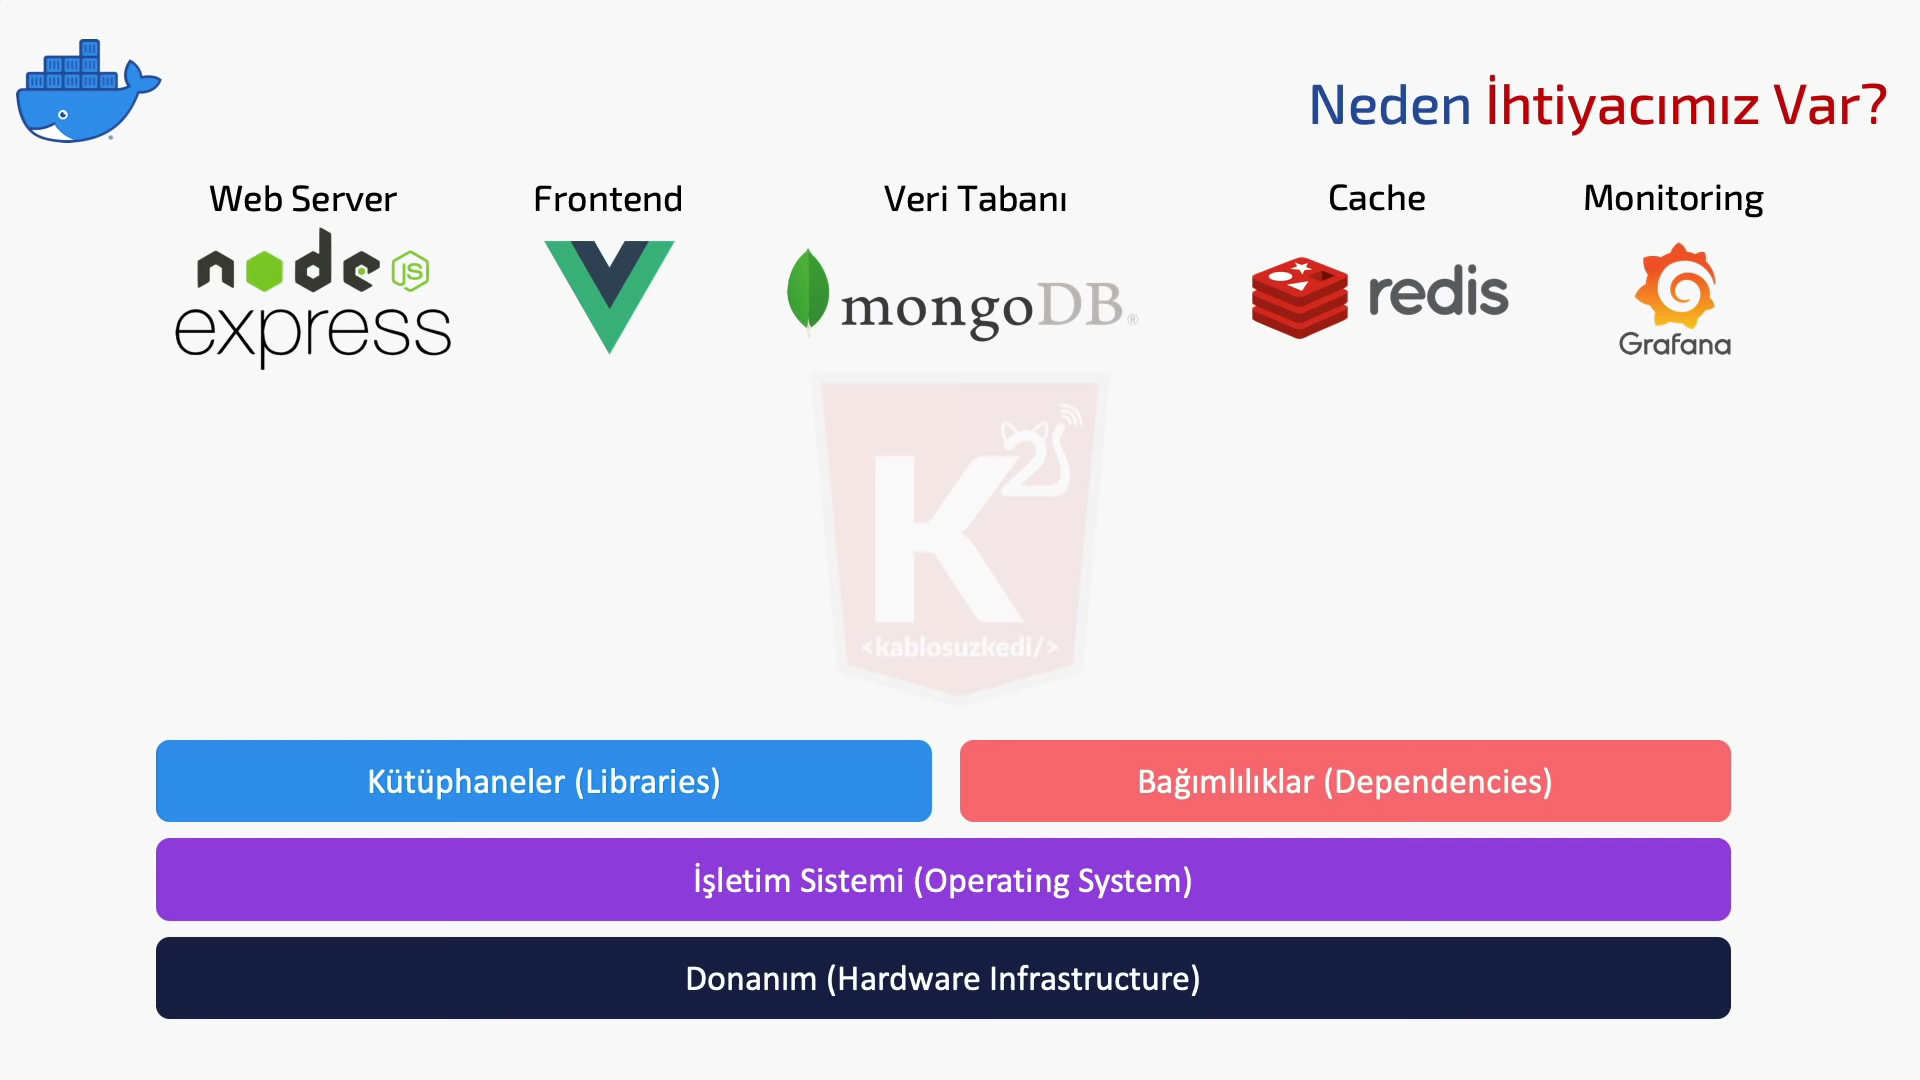 Neden İhtiyacımız Var?
Web Server
Frontend
Veri Tabanı
Cache
Monitoring
node JS
express
mongoDB®
redis
Grafana
K
<kablosuzkedi/>
Kütüphaneler (Libraries)
Bağımlılıklar (Dependencies)
İşletim Sistemi (Operating System)
Donanım (Hardware Infrastructure)